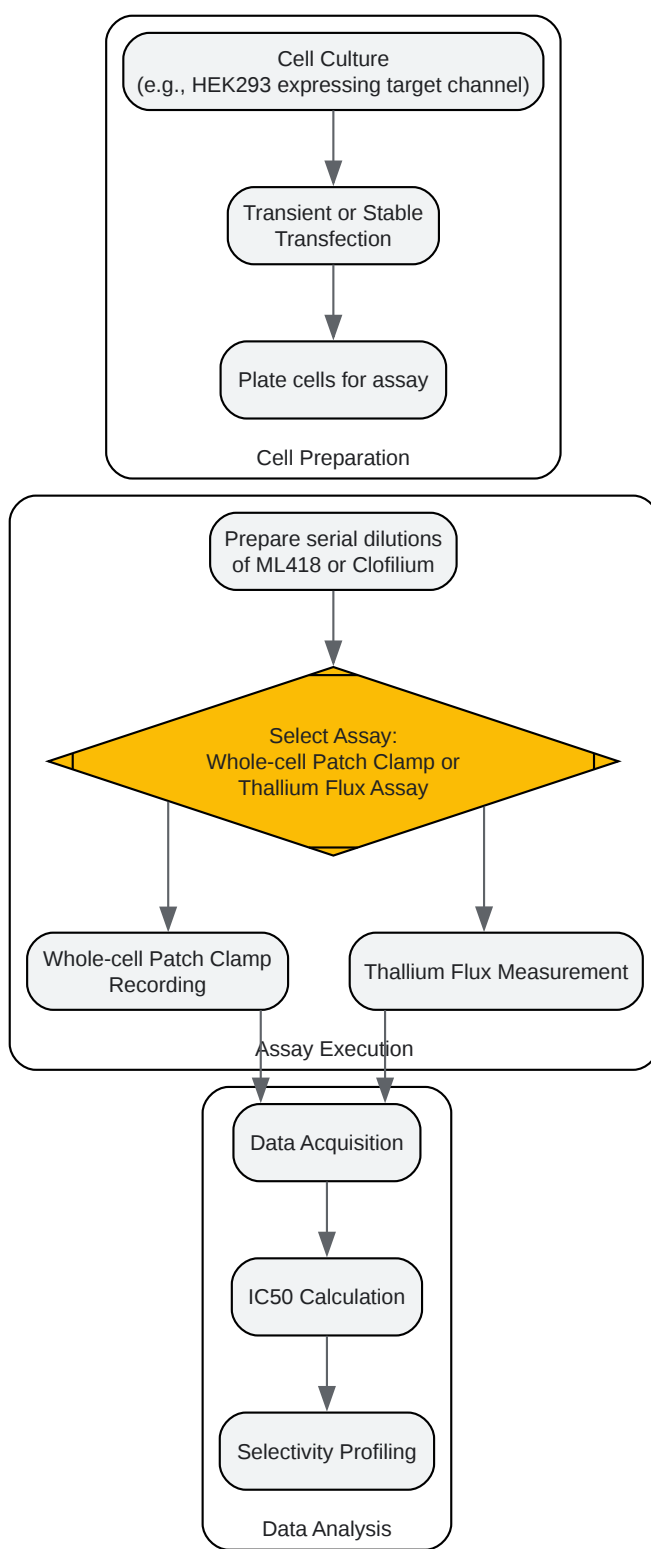 Cell Culture
(e.g., HEK293 expressing target channel)
Transient or Stable
Transfection
Plate cells for assay
Cell Preparation
Prepare serial dilutions
of ML418 or Clofilium
Select Assay:
Whole-cell Patch Clamp or
Thallium Flux Assay
Whole-cell Patch Clamp
Recording
Thallium Flux Measurement
Assay Execution
Data Acquisition
IC50 Calculation
Selectivity Profiling
Data Analysis